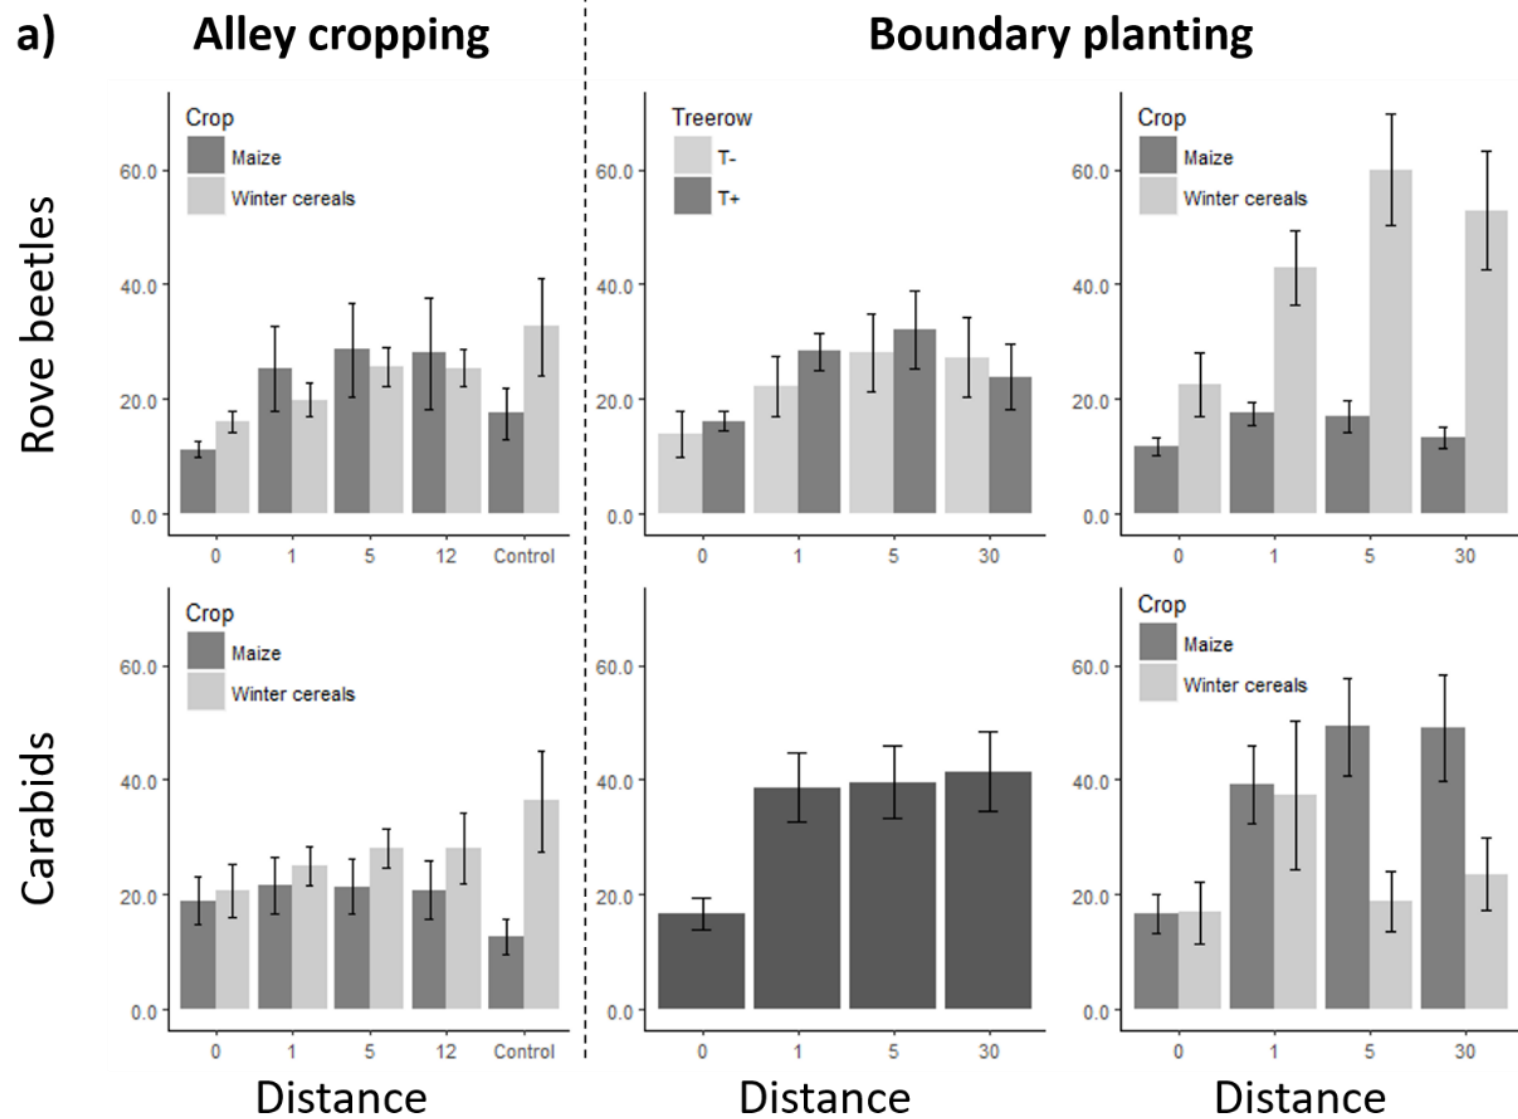 a)
Alley cropping
Boundary planting
Rove beetles
Crop
Maize
Winter cereals
60.0
40.0
20.0
0.0
0 1 5 12 Control
Treerow
T-
T+
60.0
40.0
20.0
0.0
0 1 5 30
Crop
Maize
Winter cereals
60.0
40.0
20.0
0.0
0 1 5 30
Carabids
Crop
Maize
Winter cereals
60.0
40.0
20.0
0.0
0 1 5 12 Control
Distance
60.0
40.0
20.0
0.0
0 1 5 30
Distance
Crop
Maize
Winter cereals
60.0
40.0
20.0
0.0
0 1 5 30
Distance